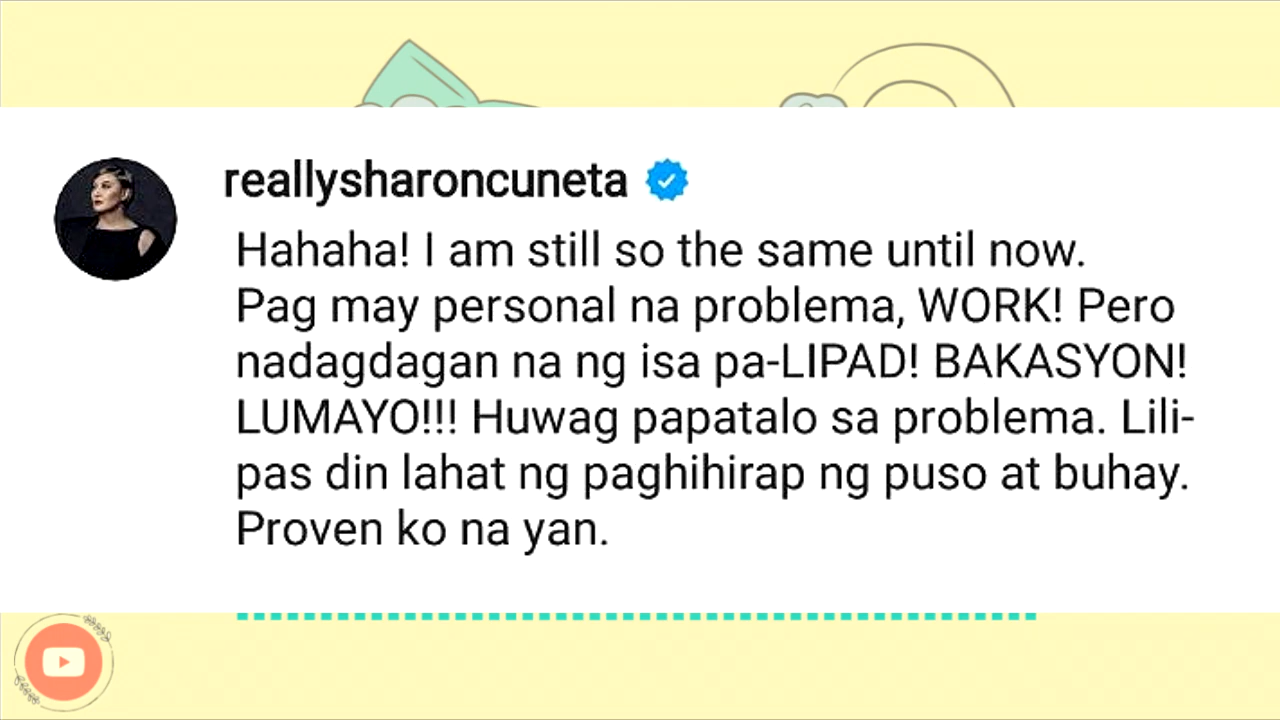 reallysharoncuneta
Hahaha! I am still so the same until now.
Pag may personal na problema, WORK! Pero
nadagdagan na ng isa pa-LIPAD! BAKASYON!
LUMAYO!!! Huwag papatalo sa problema. Lili-
pas din lahat ng paghihirap ng puso at buhay.
Proven ko na yan.